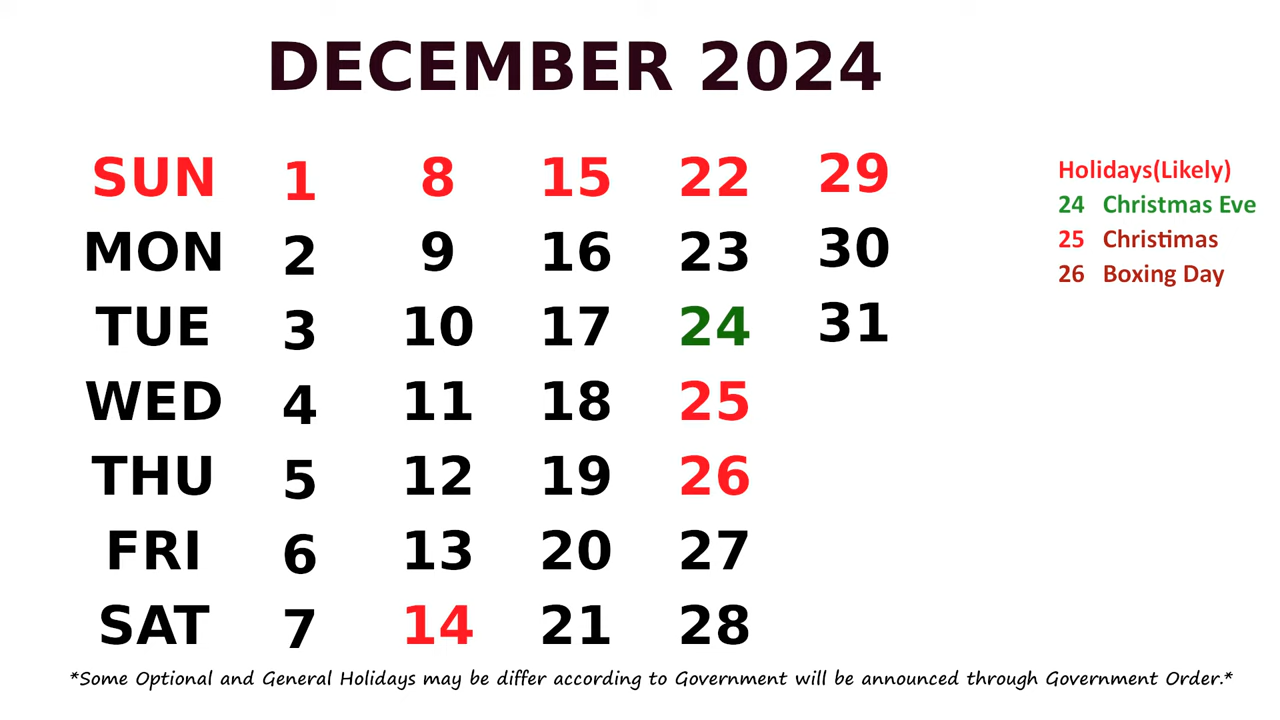 DECEMBER 2024
SUN 1 8 15 22 29
MON 2 9 16 23 30
TUE 3 10 17 24 31
WED 4 11 18 25
THU 5 12 19 26
FRI 6 13 20 27
SAT 7 14 21 28
Holidays(Likely)
24 Christmas Eve
25 Christimas
26 Boxing Day
*Some Optional and General Holidays may be differ according to Government will be announced through Government Order.*